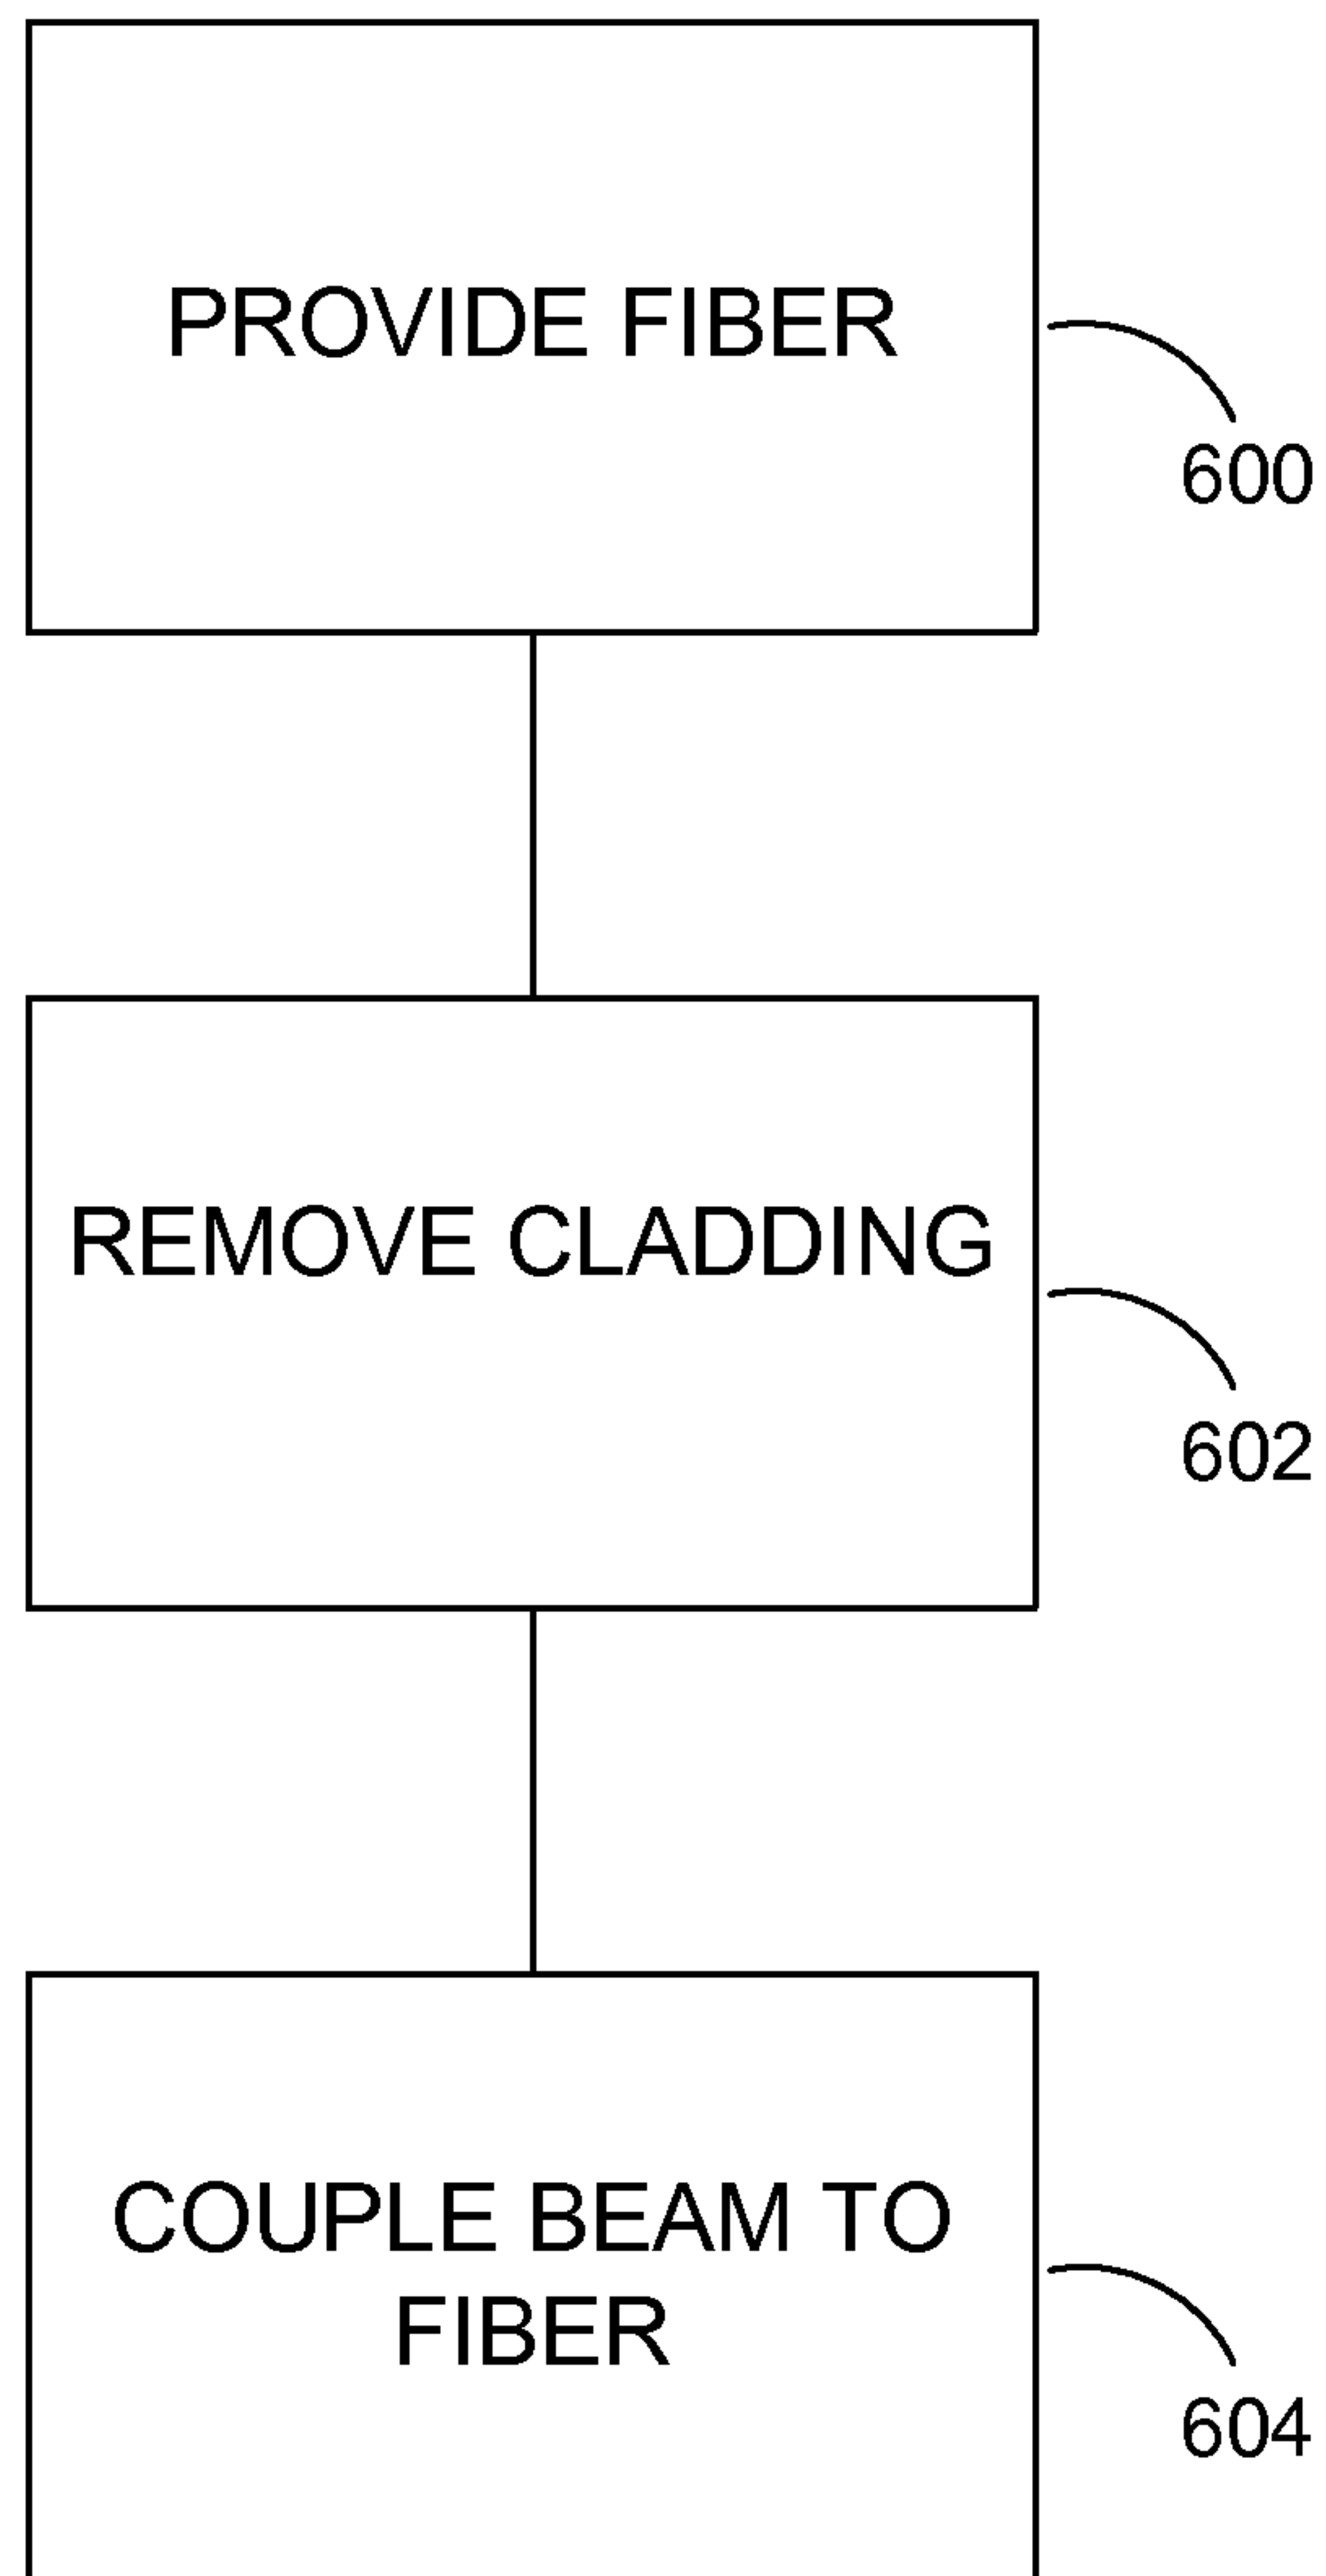 PROVIDE FIBER
600
REMOVE CLADDING
602
COUPLE BEAM TO
FIBER
604